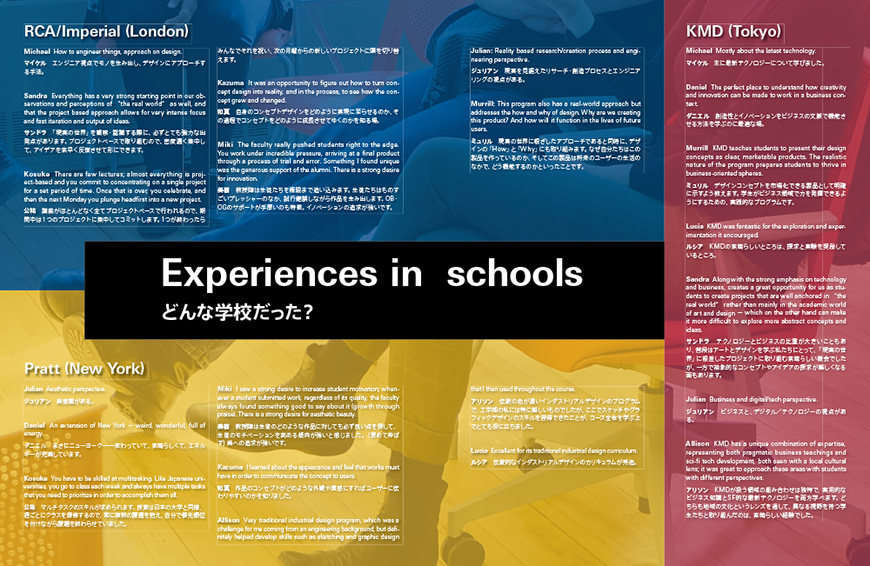 RCA/Imperial (London)
Michael How to engineer things, approach on design.
マイケル エンジニア視点でモノを生み出し、デザインにアプローチす
る手法。
Sandra Everything has a very strong starting point in our ob-
servations and perceptions of "the real world" as well, and
that the project based approach allows for very intense focus
and fast iteration and output of ideas.
サンドラ 「現実の世界」を観察・認識する際に、必ずとても強力な出
発点があります。プロジェクトベースで取り組むので、密度濃く集中し
て、アイデアを素早く反復させて形にできます。
Kosuke There are few lectures; almost everything is proj-
ect-based and you commit to concentrating on a single project
for a set period of time. Once that is over, you celebrate, and
then the next Monday you plunge headfirst into a new project.
公祐 講義がほとんどなく全てプロジェクトベースで行われるので、期
間中は1つのプロジェクトに集中してコミットします。1つが終わったら
みんなでそれを祝い、次の月曜からの新しいプロジェクトに頭を切り替
えます。
Kazuma It was an opportunity to figure out how to turn con-
cept design into reality, and in the process, to see how the con-
cept grew and changed.
和真 自身のコンセプトデザインをどのように実現に至らせるのか、そ
の過程でコンセプトをどのように成長させてゆくのかを知る場。
Miki The faculty really pushed students right to the edge.
You work under incredible pressure, arriving at a final product
through a process of trial and error. Something I found unique
was the generous support of the alumni. There is a strong desire
for innovation.
美着 教授陣は生徒たちを極限まで追い込みます。生徒たちはものす
ごいプレッシャーのなか、試行錯誤しながら作品を生み出します。OB・
OGのサポートが手厚いのも特徴。イノベーションの追求が強いです。
Julian: Reality based research/creation process and engi-
neering perspective.
ジュリアン 現実を見据えたリサーチ・創造プロセスとエンジニア
リングの視点がある。
Murrill: This program also has a real-world approach but
addresses the how and why of design. Why are we creating
this product? And how will it function in the lives of future
users.
ミュリル 現実の世界に根ざしたアプローチであると同時に、デザ
インの「How」と「Why」にも取り組みます。なぜ自分たちはこの
製品を作っているのか、そしてこの製品は将来のユーザーの生活の
なかで、どう機能するのかといったことです。
KMD (Tokyo)
Michael Mostly about the latest technology.
マイケル 主に最新テクノロジーについて学びました。
Daniel The perfect place to understand how creativity
and innovation can be made to work in a business con-
text.
ダニエル 創造性とイノベーションをビジネスの文脈で機能さ
せる方法を学ぶのに最適な場。
Merrill KMD teaches students to present their design
concepts as clear, marketable products. The realistic
nature of the program prepares students to thrive in
business-oriented spheres.
ミュリル デザインコンセプトを市場化できる製品として明確
に示すよう教えます。学生がビジネス領域で力を発揮できるよ
うにするための、実践的なプログラムです。
Lucia KMD was fantastic for the exploration and exper-
imentation it encouraged.
ルシア KMDの素晴らしいところは、探求と実験を奨励して
いるところ。
Sandra Along with the strong emphasis on technology
and business, creates a great opportunity for us as stu-
dents to create projects that are well anchored in "the
real world" rather than mainly in the academic world
of art and design — which on the other hand can make
it more difficult to explore more abstract concepts and
ideas.
サンドラ テクノロジーとビジネスの比重が大きいこともあ
り、普段はアートとデザインを学ぶ私たちにとって、「現実の世
界」に根差したプロジェクトに取り組む素晴らしい機会でした
が、一方で抽象的なコンセプトやアイデアの探求が難しくなる
面もあります。
Julian Business and digital/tech perspective.
ジュリアン ビジネスと、デジタル/テクノロジーの視点があ
る。
Allison KMD has a unique combination of expertise,
representing both pragmatic business teachings and
sci-fi tech development, both seen with a local cultural
lens; it was great to approach these areas with students
with different perspectives.
アリソン KMDが扱う領域の組み合わせは独特で、実用的な
ビジネス知識とSF的な最新テクノロジーを両方学べます。ど
ちらも地域の文化というレンズを通して、異なる視野を持つ学
生たちと取り組んだのは、素晴らしい経験でした。
Experiences in schools
どんな学校だった？
Pratt (New York)
Julian Aesthetic perspective.
ジュリアン 美意識がある。
Daniel An extension of New York — weird, wonderful, full of
energy.
ダニエル まさにニューヨーク——変わっていて、素晴らしくて、エネル
ギーが充満しています。
Kosuke You have to be skilled at multitasking. Like Japanese uni-
versities, you go to class each week and always have multiple tasks
that you need to prioritize in order to accomplish them all.
公祐 マルチタスクのスキルが求められます。授業は日本の大学と同様、
週ごとにクラスを履修するので、常に複数の課題を抱え、自分で優先順位
を付けながら課題を終わらせていました。
Miki I saw a strong desire to increase student motivation; when-
ever a student submitted work, regardless of its quality, the faculty
always found something good to say about it (growth through
praise). There is a strong desire for aesthetic beauty.
美着 教授陣は生徒のどのような作品に対しても必ず良い点を探して、
生徒のモチベーションを高める傾向が強いと感じました。（褒めて伸ば
す）美への追求が強いです。
Kazuma I learned about the appearance and feel that works must
have in order to communicate the concept to users.
和真 作品のコンセプトがどのような外観や質感にすればユーザーに伝
わりやすいのかを知りました。
Allison Very traditional industrial design program, which was a
challenge for me coming from an engineering background, but defi-
nitely helped develop skills such as sketching and graphic design
that I then used throughout the course.
アリソン 伝統の色が濃いインダストリアルデザインのプログラム
で、工学部の私には特に難しいものでしたが、ここでスケッチやグラ
フィックデザインのスキルを習得できたことが、コース全体を学ぶ上
でとても役に立ちました。
Lucia Excellent for its traditional industrial design curriculum.
ルシア 伝統的なインダストリアルデザインのカリキュラムが秀逸。